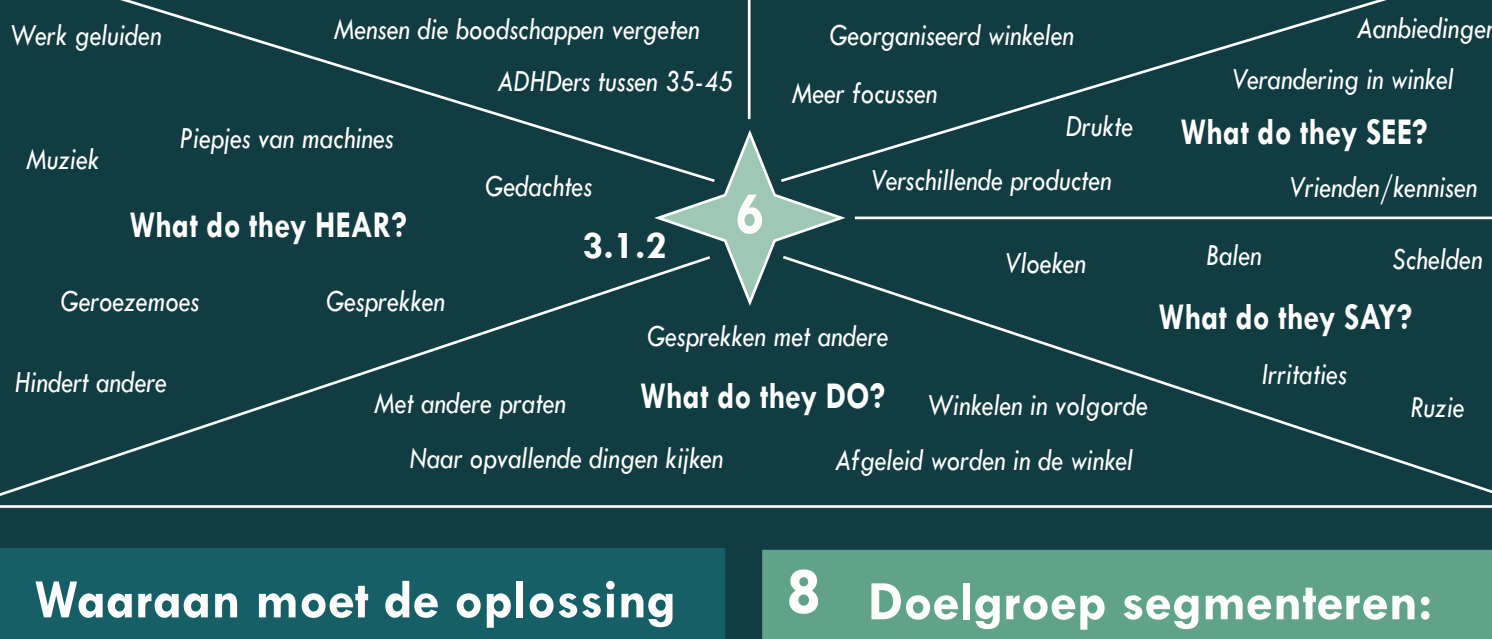 Werk geluiden
Mensen die boodschappen vergeten
ADHDers tussen 35-45
Georganiseerd winkelen
Meer focussen
Aanbiedingen
Verandering in winkel
Drukte
What do they SEE?
Verschillende producten
Vrienden/kennisen
Piepjes van machines
Muziek
Gedachtes
What do they HEAR?
3.1.2
6
Geroezemoes
Gesprekken
Hindert andere
Vloeken
Balen
Schelden
What do they SAY?
Irritaties
Ruzie
Gesprekken met andere
What do they DO?
Met andere praten
Winkelen in volgorde
Naar opvallende dingen kijken
Afgeleid worden in de winkel
Waaraan moet de oplossing
8 Doelgroep segmenteren: